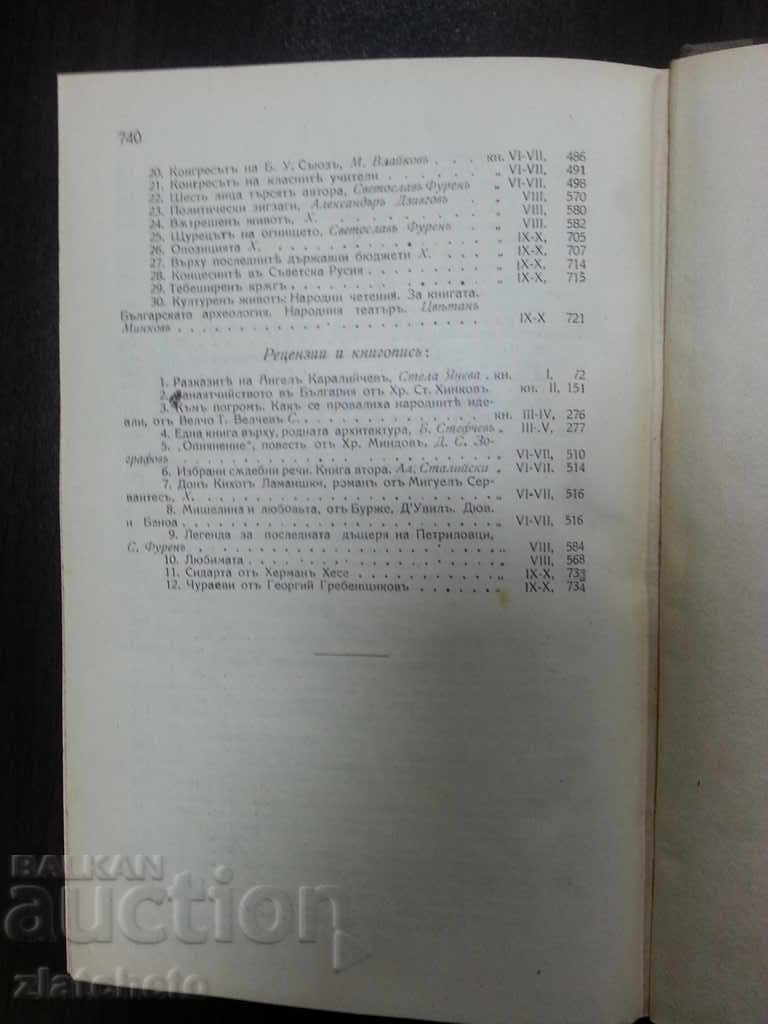 740
20. Конгресътъ на Б. У. Съюзъ, М. Влайковъ . . . кн. VI-VII, 486
21. Конгресътъ на класнитѣ учители . . . . . . „ VI-VII, 491
22. Шесть лица търсятъ автора, Светославъ Фуренъ „ VI-VII, 498
23. Политически зигзаги, Александъръ Дзивговъ . „ VIII, 570
24. Вѫтрешенъ животъ, Х. . . . . . . . . . „ VIII, 580
25. Щурецътъ на огнището, Светославъ Фуренъ . „ VIII, 582
26. Опозицията Х. . . . . . . . . . . . . „ IX-X, 705
27. Върху последнитѣ държавни бюджети Х. . . „ IX-X, 707
28. Концесиитѣ въ Съветска Русия . . . . . . „ IX-X, 714
29. Тебеширенъ крѫгъ . . . . . . . . . . „ IX-X, 715
30. Културенъ животъ: Народни четения. За книгата.
Българската археология. Народния театъръ. Цвѣтанъ
Минковъ . . . . . . . . . . . . . . . . IX-X 721
Рецензии и книгопись:
1. Разказитѣ на Ангелъ Каралийчевъ, Стела Янева . кн. I, 72
2. Занаятчийството въ България отъ Хр. Ст. Хинковъ. кн. II, 151
3. Къмъ погромъ. Какъ се провалиха народнитѣ иде-
али, отъ Велчо Т. Велчевъ С. . . . . . . . . . кн. III-IV, 276
4. Една книга върху, родната архитектура, Б. Стефчевъ „ III-.V, 277
5. „Опиянение", повесть отъ Хр. Миндовъ, Д. С. Зо-
графовъ . . . . . . . . . . . . . . . . VI-VII, 510
6. Избрани сѫдебни речи. Книга втора, Ал. Сталийски „ VI-VII. 514
7. Донъ Кихотъ Ламаншки, романъ отъ Мигуелъ Сер-
вантесъ, Х. . . . . . . . . . . . . . . . VI-VII, 516
8. Мишелина и любовьта, отъ Бурже, Д'Увилъ. Дюв.
и Баноа . . . . . . . . . . . . . . . . VI-VII, 516
9. Легенда за последната дъщеря на Петриловци,
С. Фуренъ . . . . . . . . . . . . . . . „ VIII, 584
10. Любимата . . . . . . . . . . . . . . „ VIII, 568
11. Сидарта отъ Херманъ Хесе . . . . . . . „ IX-X, 733
12. Чураеви отъ Георгий Гребенщиковъ . . . . „ IX-X, 734
BALKAN
auction
zlatchoto